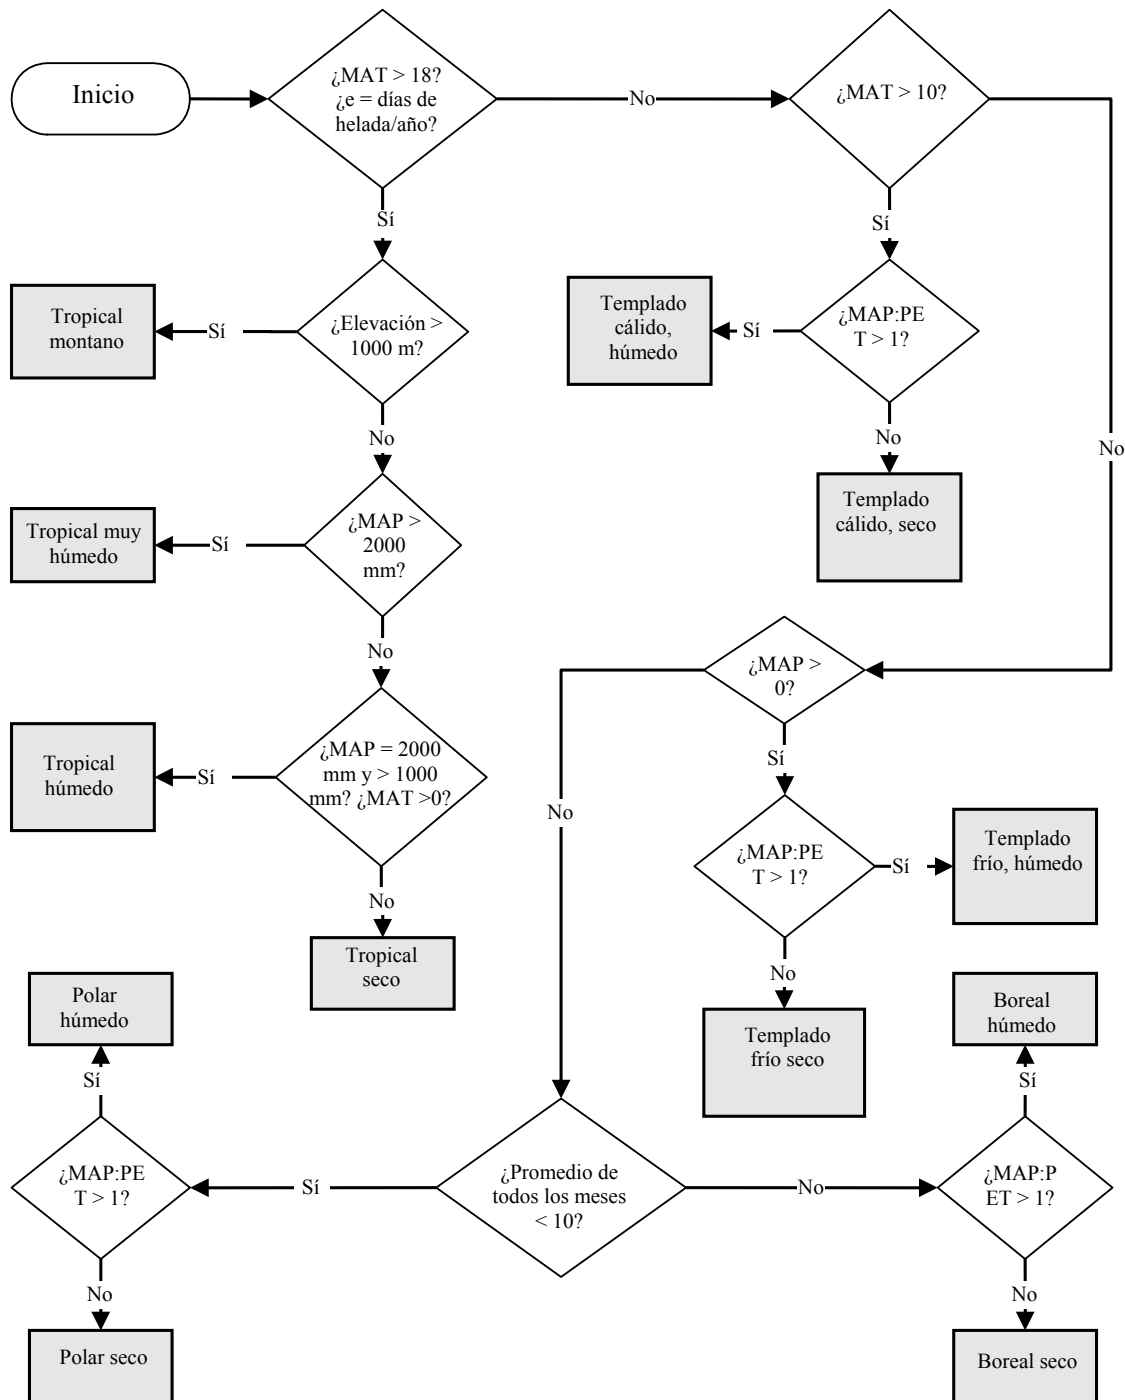 Inicio
¿MAT > 18?
¿e = días de
helada/año?
No
¿MAT > 10?
Sí
Sí
Tropical
montano
Sí
¿Elevación >
1000 m?
Templado
cálido,
húmedo
Sí
¿MAP:PE
T > 1?
No
No
No
Tropical muy
húmedo
Sí
¿MAP >
2000
mm?
Templado
cálido, seco
No
¿MAP >
0?
Tropical
húmedo
Sí
¿MAP = 2000
mm y > 1000
mm? ¿MAT >0?
Sí
No
¿MAP:PE
T > 1?
Sí
Templado
frío, húmedo
No
Tropical
seco
No
Polar
húmedo
Templado
frío seco
Boreal
húmedo
Sí
Sí
¿MAP:PE
T > 1?
Sí
¿Promedio de
todos los meses
< 10?
No
¿MAP:P
ET > 1?
No
No
Polar seco
Boreal seco